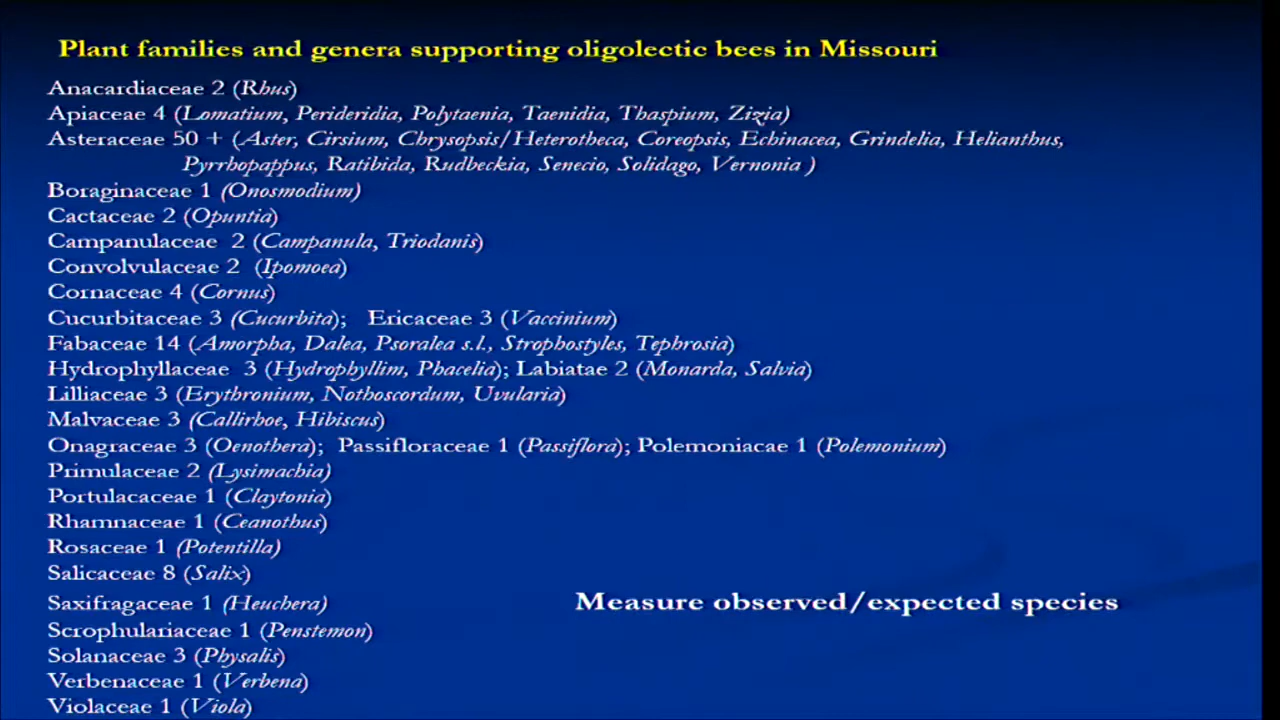 Plant families and genera supporting oligolectic bees in Missouri
Anacardiaceae 2 (Rhus)
Apiaceae 4 (Lomatium, Perideridia, Polytaenia, Taenidia, Thaspium, Zizia)
Asteraceae 50 + (Aster, Cirsium, Chrysopsis/Heterotheca, Coreopsis, Echinacea, Grindelia, Helianthus,
Pyrrhopappus, Ratibida, Rudbeckia, Senecio, Solidago, Vernonia )
Boraginaceae 1 (Onosmodium)
Cactaceae 2 (Opuntia)
Campanulaceae 2 (Campanula, Triodanis)
Convolvulaceae 2 (Ipomoea)
Cornaceae 4 (Cornus)
Cucurbitaceae 3 (Cucurbita); Ericaceae 3 (Vaccinium)
Fabaceae 14 (Amorpha, Dalea, Psoralea s.l., Strophostyles, Tephrosia)
Hydrophyllaceae 3 (Hydrophyllim, Phacelia); Labiatae 2 (Monarda, Salvia)
Lilliaceae 3 (Erythronium, Nothoscordum, Uvularia)
Malvaceae 3 (Callirhoe, Hibiscus)
Onagraceae 3 (Oenothera); Passifloraceae 1 (Passiflora); Polemoniacae 1 (Polemonium)
Primulaceae 2 (Lysimachia)
Portulacaceae 1 (Claytonia)
Rhamnaceae 1 (Ceanothus)
Rosaceae 1 (Potentilla)
Salicaceae 8 (Salix)
Saxifragaceae 1 (Heuchera)
Measure observed/expected species
Scrophulariaceae 1 (Penstemon)
Solanaceae 3 (Physalis)
Verbenaceae 1 (Verbena)
Violaceae 1 (Viola)